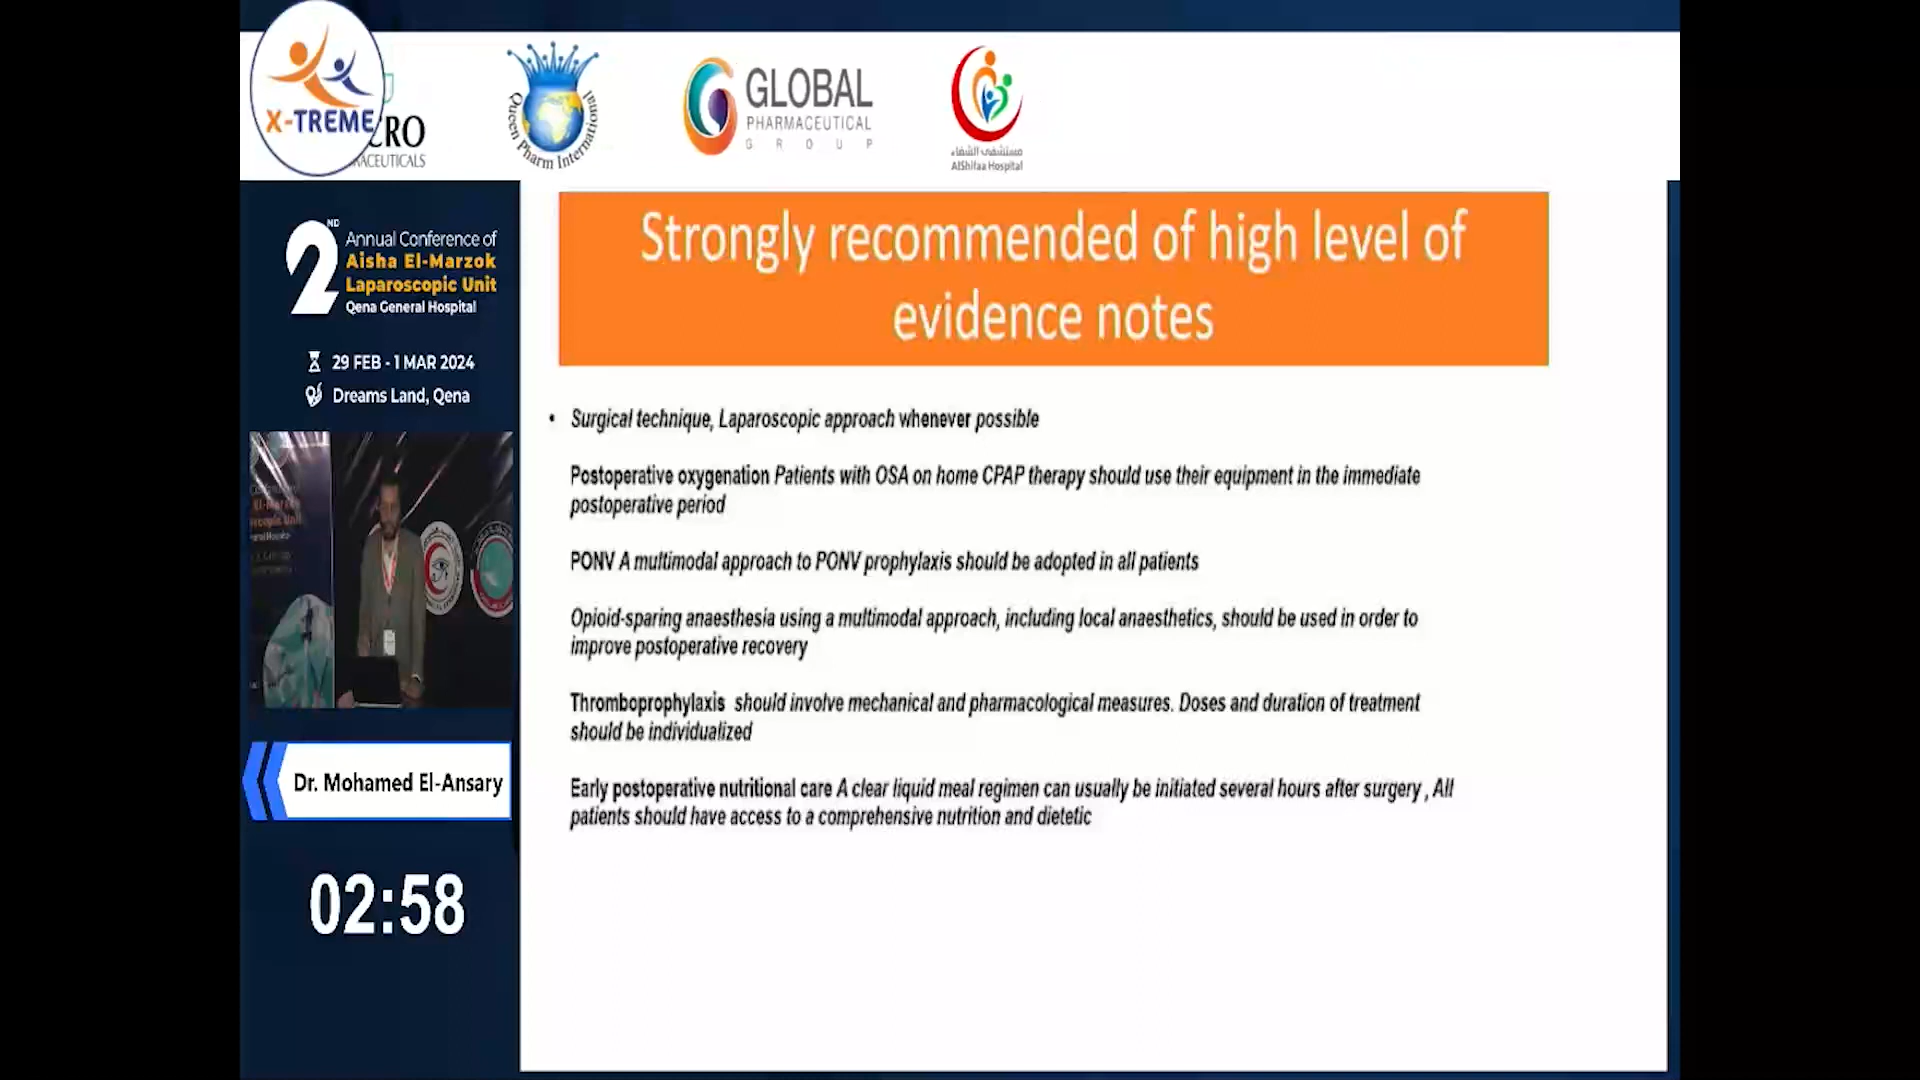 X-TREME
CRO
RACEUTICALS
Queen Pharm International
GLOBAL
PHARMACEUTICAL
G R O U P
مستشفى الشفاء
AlShifaa Hospital
2ND
Annual Conference of
Aisha El-Marzok
Laparoscopic Unit
Qena General Hospital
29 FEB - 1 MAR 2024
Dreams Land, Qena
Dr. Mohamed El-Ansary
02:58
Strongly recommended of high level of
evidence notes
• Surgical technique, Laparoscopic approach whenever possible
Postoperative oxygenation Patients with OSA on home CPAP therapy should use their equipment in the immediate
postoperative period
PONV A multimodal approach to PONV prophylaxis should be adopted in all patients
Opioid-sparing anaesthesia using a multimodal approach, including local anaesthetics, should be used in order to
improve postoperative recovery
Thromboprophylaxis should involve mechanical and pharmacological measures. Doses and duration of treatment
should be individualized
Early postoperative nutritional care A clear liquid meal regimen can usually be initiated several hours after surgery , All
patients should have access to a comprehensive nutrition and dietetic